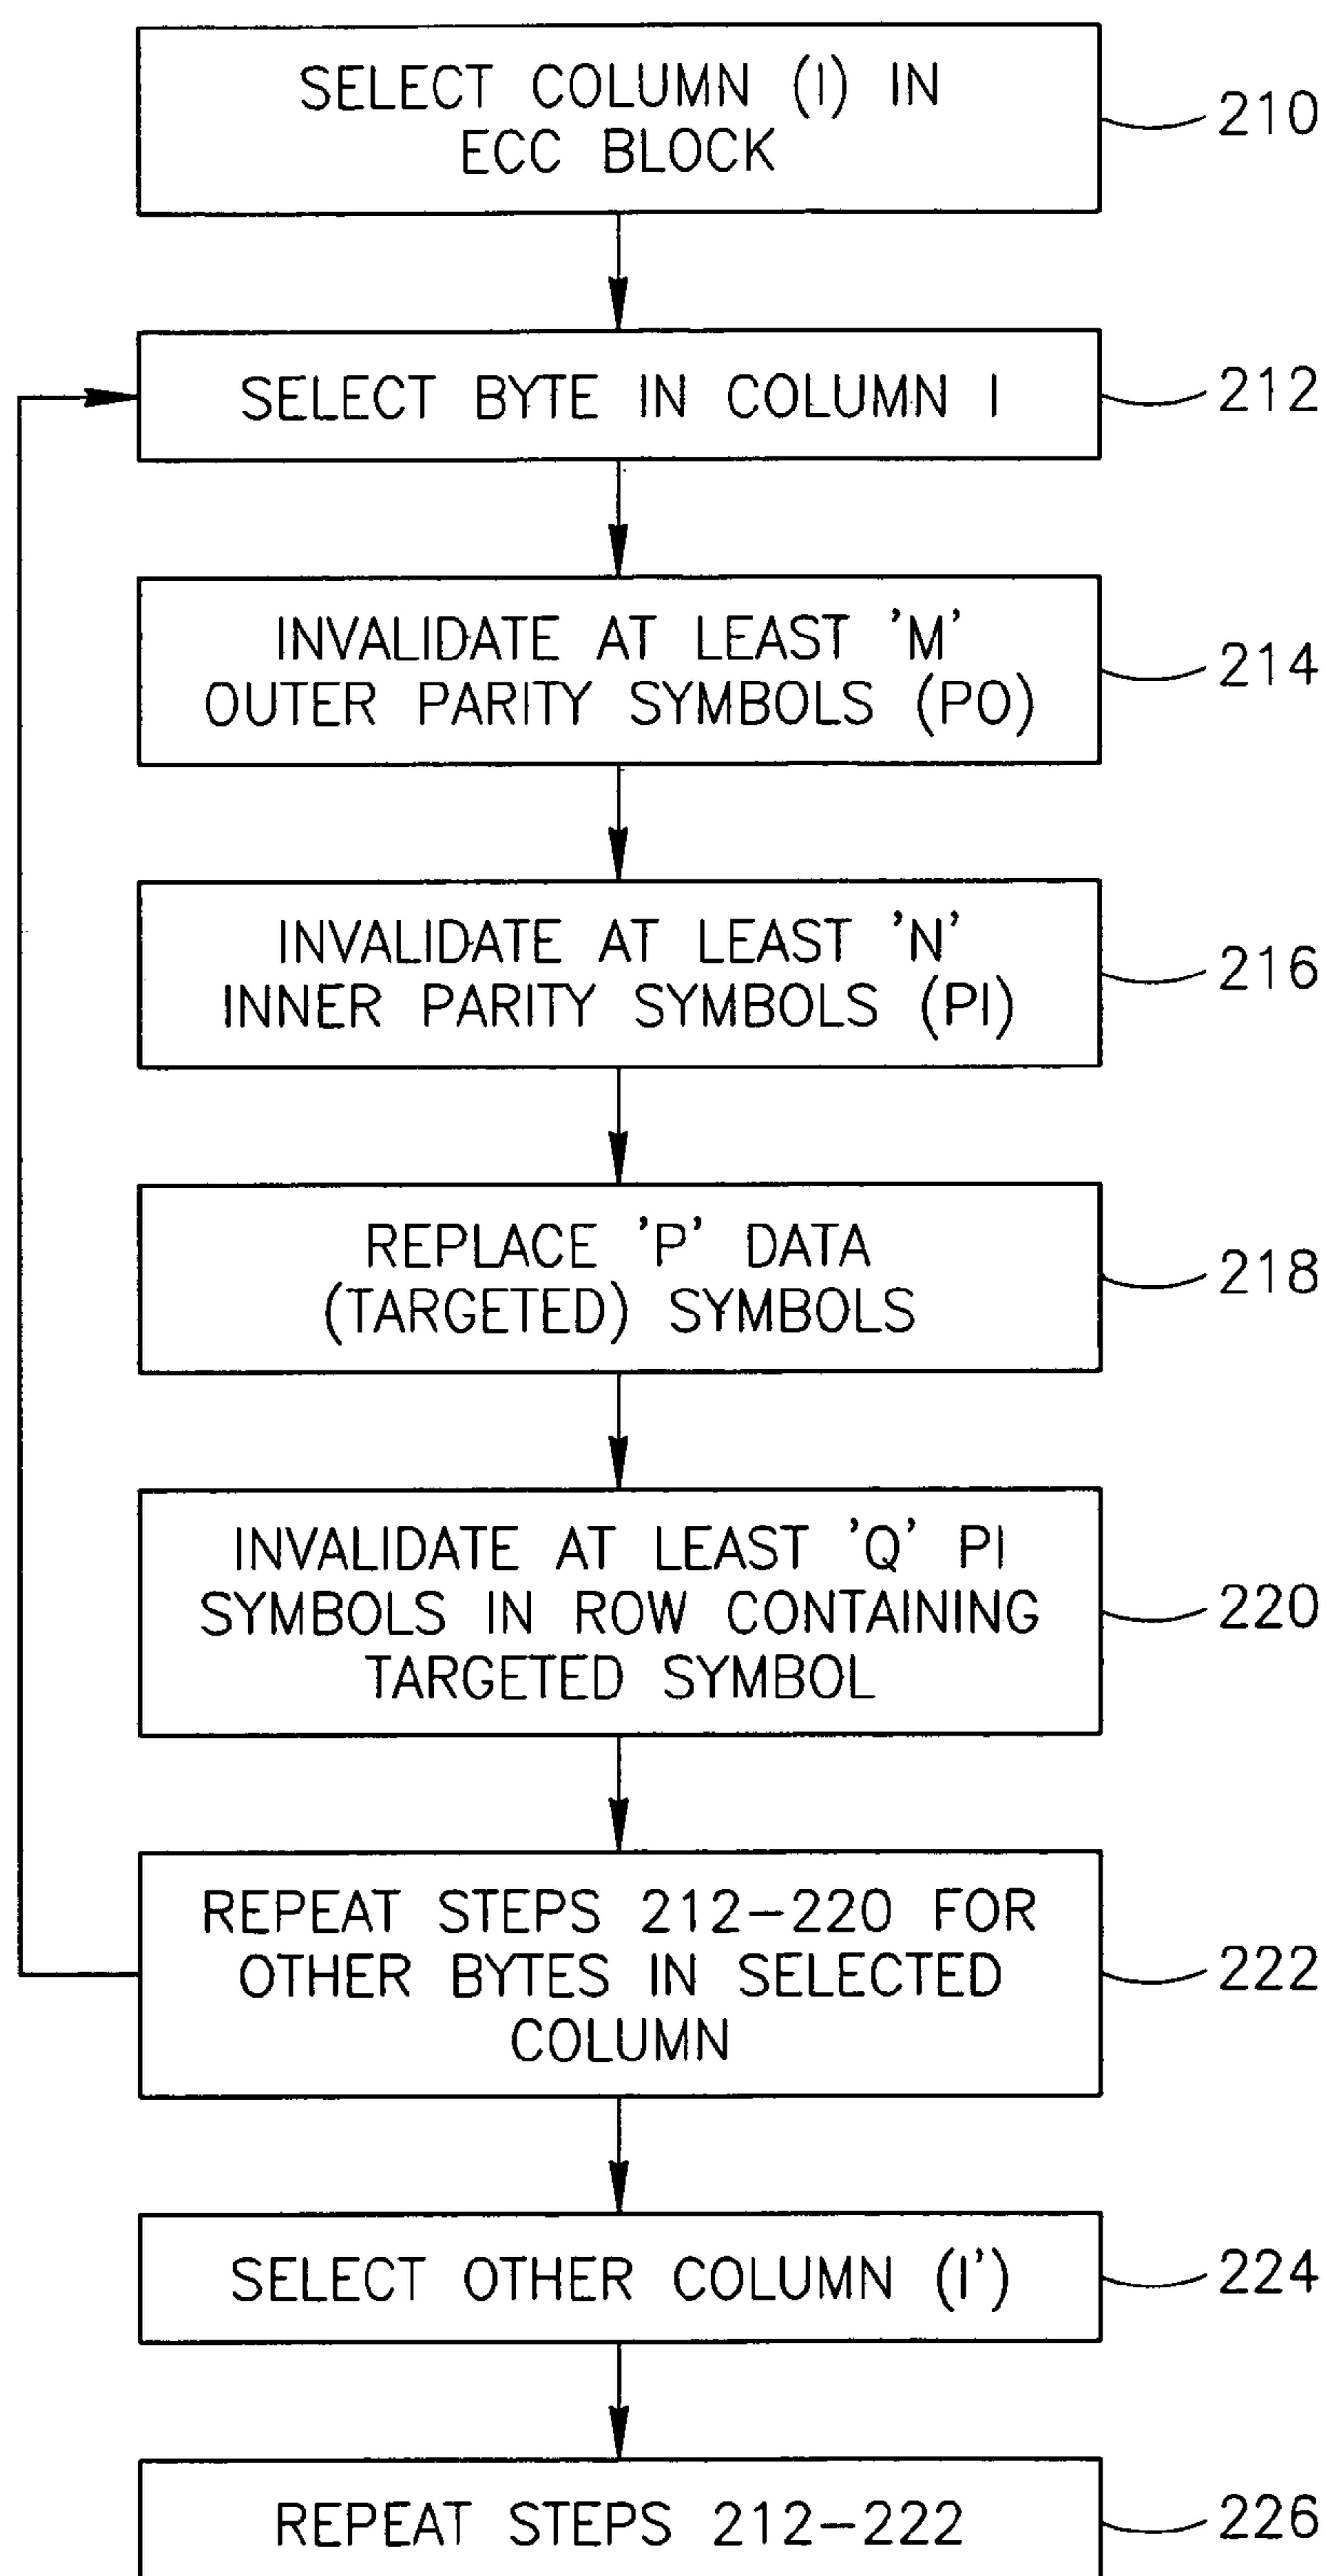 SELECT COLUMN (I) IN
ECC BLOCK
210
SELECT BYTE IN COLUMN I
212
INVALIDATE AT LEAST 'M'
OUTER PARITY SYMBOLS (PO)
214
INVALIDATE AT LEAST 'N'
INNER PARITY SYMBOLS (PI)
216
REPLACE 'P' DATA
(TARGETED) SYMBOLS
218
INVALIDATE AT LEAST 'Q' PI
SYMBOLS IN ROW CONTAINING
TARGETED SYMBOL
220
REPEAT STEPS 212-220 FOR
OTHER BYTES IN SELECTED
COLUMN
222
SELECT OTHER COLUMN (I')
224
REPEAT STEPS 212-222
226